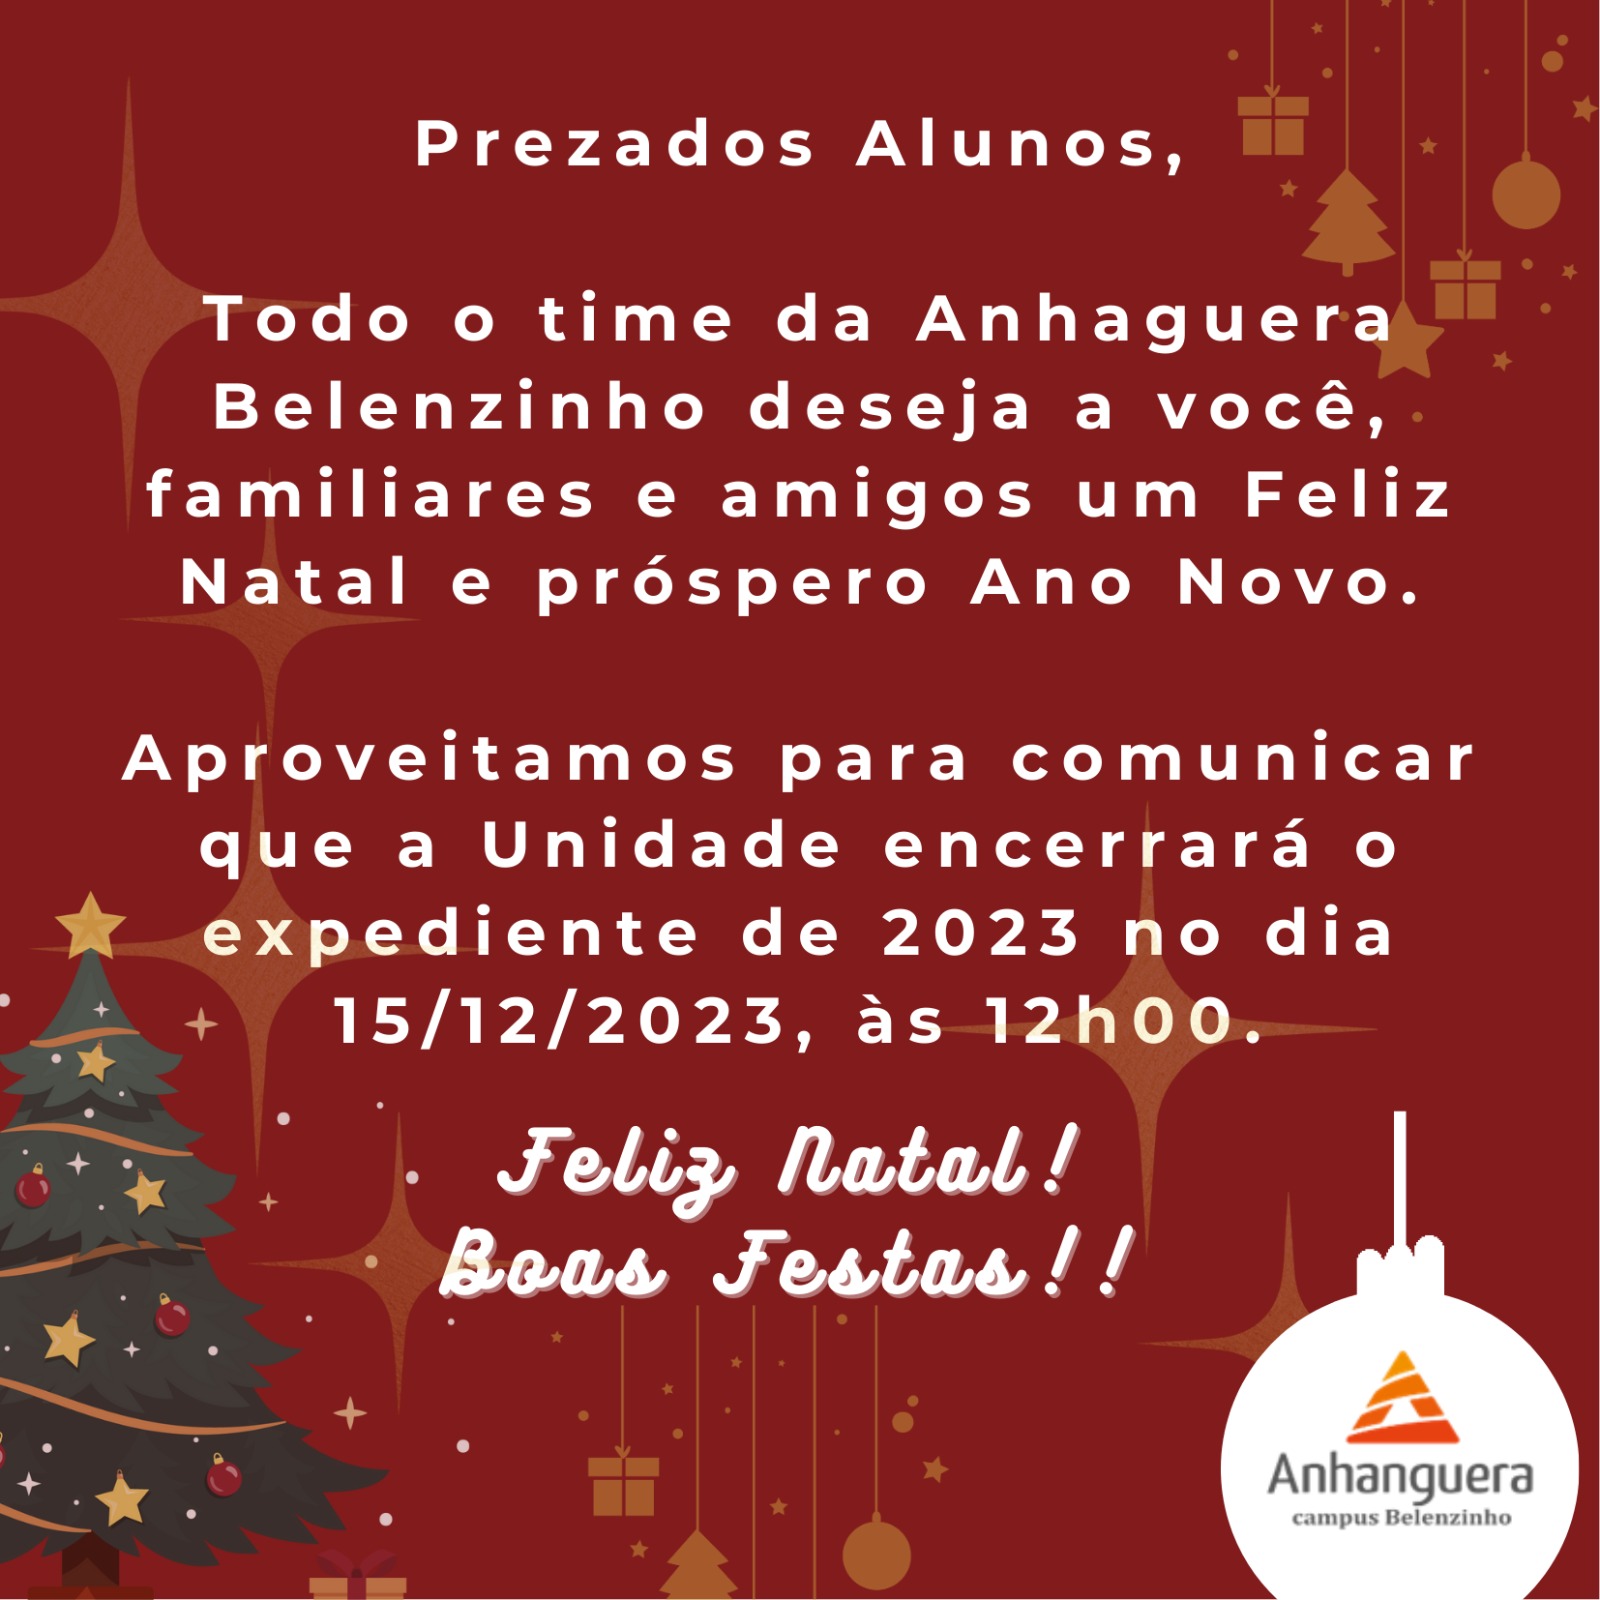 Prezados Alunos,
Todo o time da Anhaguera
Belenzinho deseja a você,
familiares e amigos um Feliz
Natal e próspero Ano Novo.
Aproveitamos para comunicar
que a Unidade encerrará o
expediente de 2023 no dia
15/12/2023, às 12h00.
Feliz Natal!
Boas Festas!!
Anhanguera
campus Belenzinho